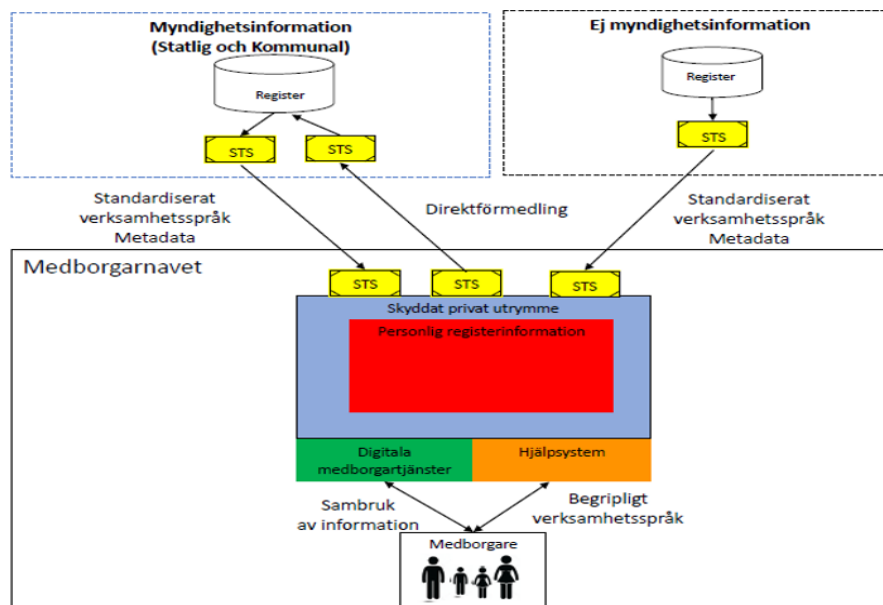 Myndighetsinformation
(Statlig och Kommunal)
Register
STS
STS
Ej myndighetsinformation
Register
STS
Standardiserat
verksamhetsspråk
Metadata
Direktförmedling
Standardiserat
verksamhetsspråk
Metadata
Medborgarnavet
STS
STS
STS
Skyddat privat utrymme
Personlig registerinformation
Digitala
medborgartjänster
Hjälpsystem
Sambruk
av information
Begripligt
verksamhetsspråk
Medborgare